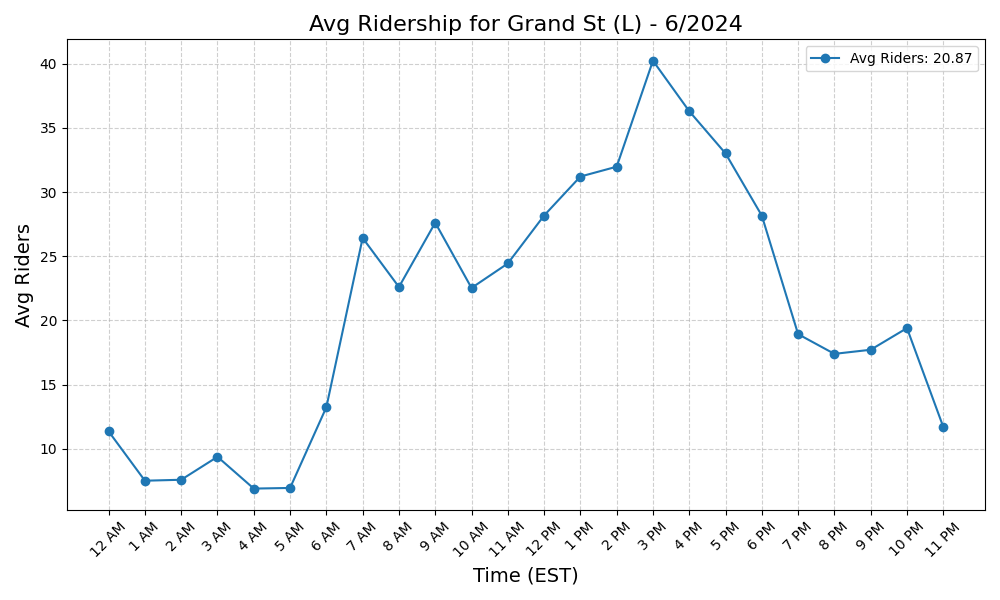 Avg Ridership for Grand St (L) - 6/2024
Avg Riders: 20.87
Avg Riders
40
35
30
25
20
15
10
12 AM
1 AM
2 AM
3 AM
4 AM
5 AM
6 AM
7 AM
8 AM
9 AM
10 AM
11 AM
12 PM
1 PM
2 PM
3 PM
4 PM
5 PM
6 PM
7 PM
8 PM
9 PM
10 PM
11 PM
Time (EST)